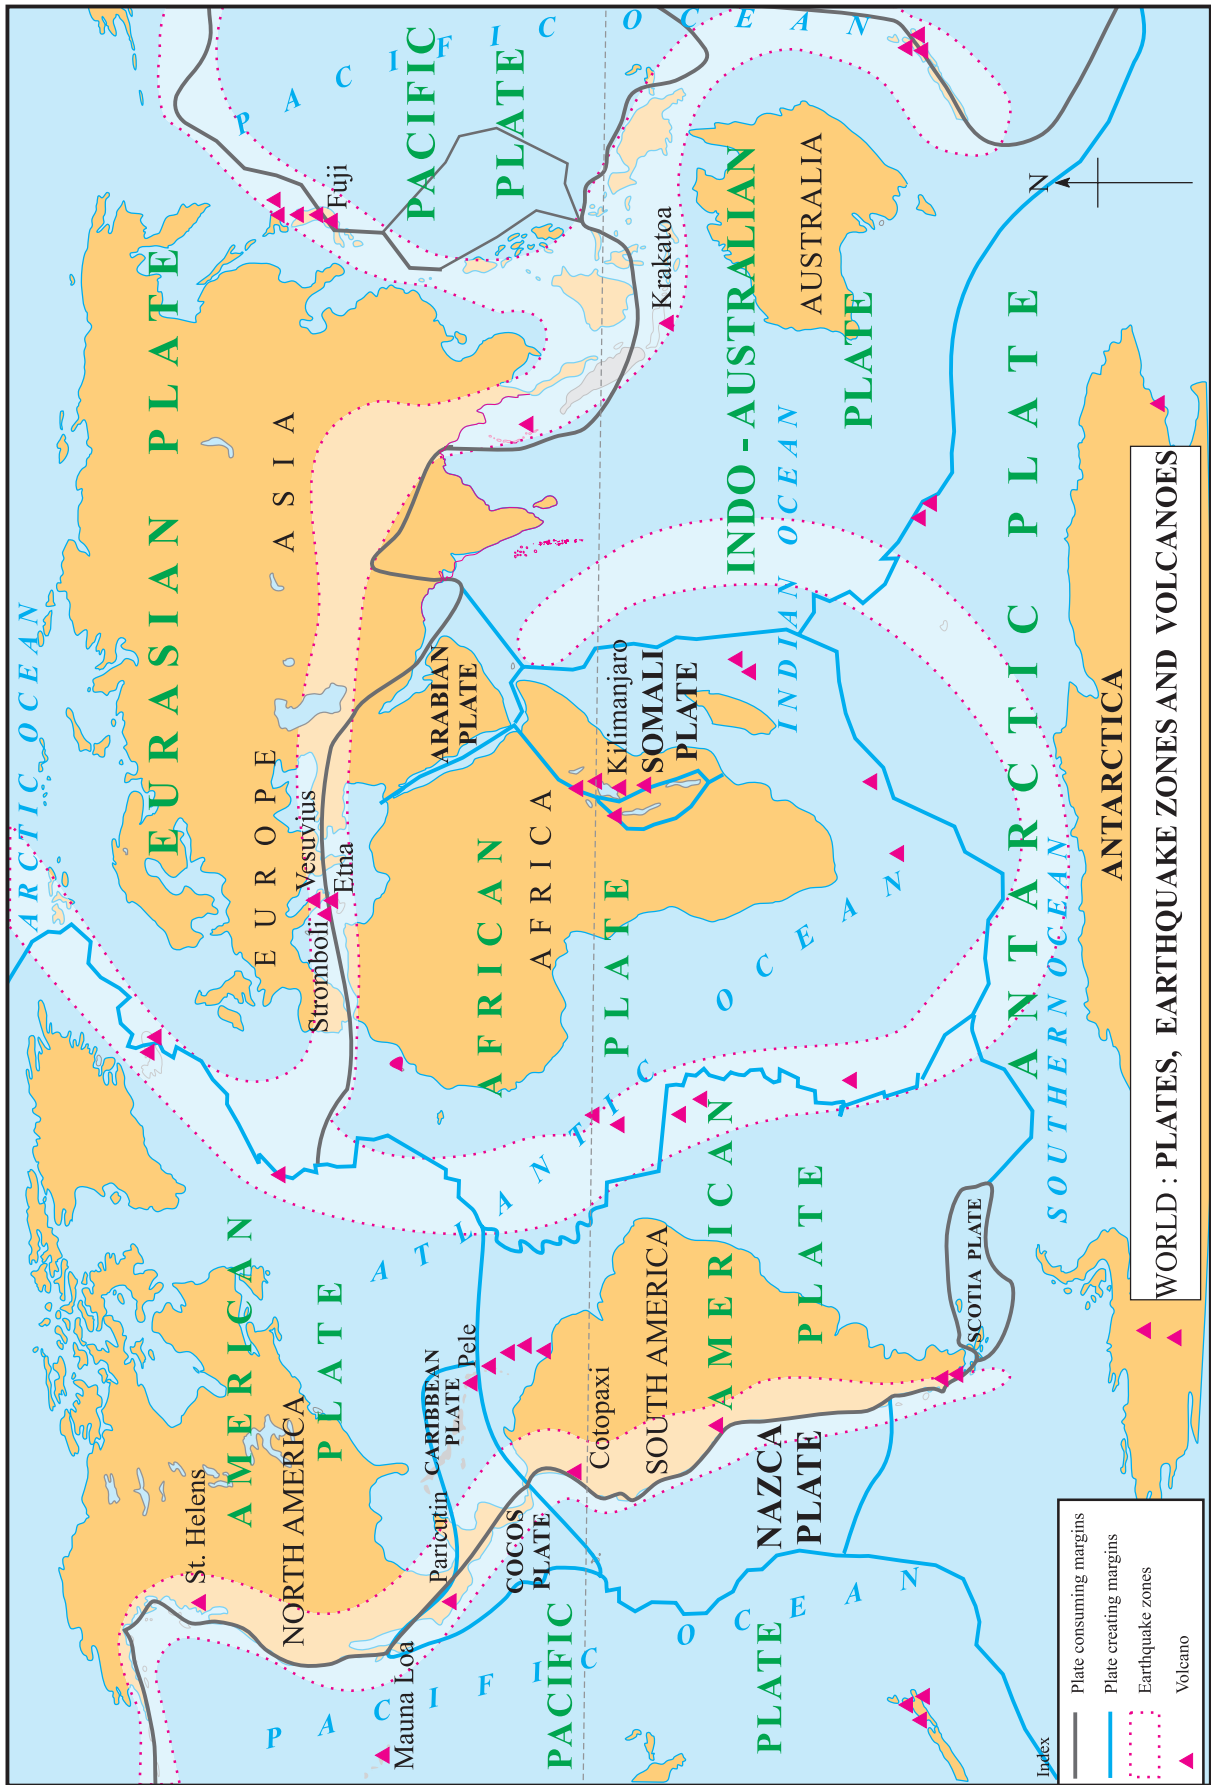 WORLD : PLATES, EARTHQUAKE ZONES AND VOLCANOES
ARCTIC OCEAN
EURASIAN PLATE
EUROPE
ASIA
Vesuvius
Stromboli
Etna
Fuji
PACIFIC OCEAN
PACIFIC
PLATE
AMERICAN
PLATE
NORTH AMERICA
St. Helens
Mauna Loa
Paricutin
CARIBBEAN
PLATE
Pele
COCOS
PLATE
ATLANTIC OCEAN
AFRICAN
PLATE
AFRICA
ARABIAN
PLATE
Kilimanjaro
SOMALI
PLATE
Krakatoa
INDO - AUSTRALIAN
PLATE
AUSTRALIA
INDIAN OCEAN
PACIFIC OCEAN
PACIFIC
PLATE
Cotopaxi
SOUTH AMERICA
AMERICAN
PLATE
NAZCA
PLATE
SCOTIA PLATE
ANTARCTIC PLATE
SOUTHERN OCEAN
ANTARCTICA
N
Index
Plate consuming margins
Plate creating margins
Earthquake zones
Volcano